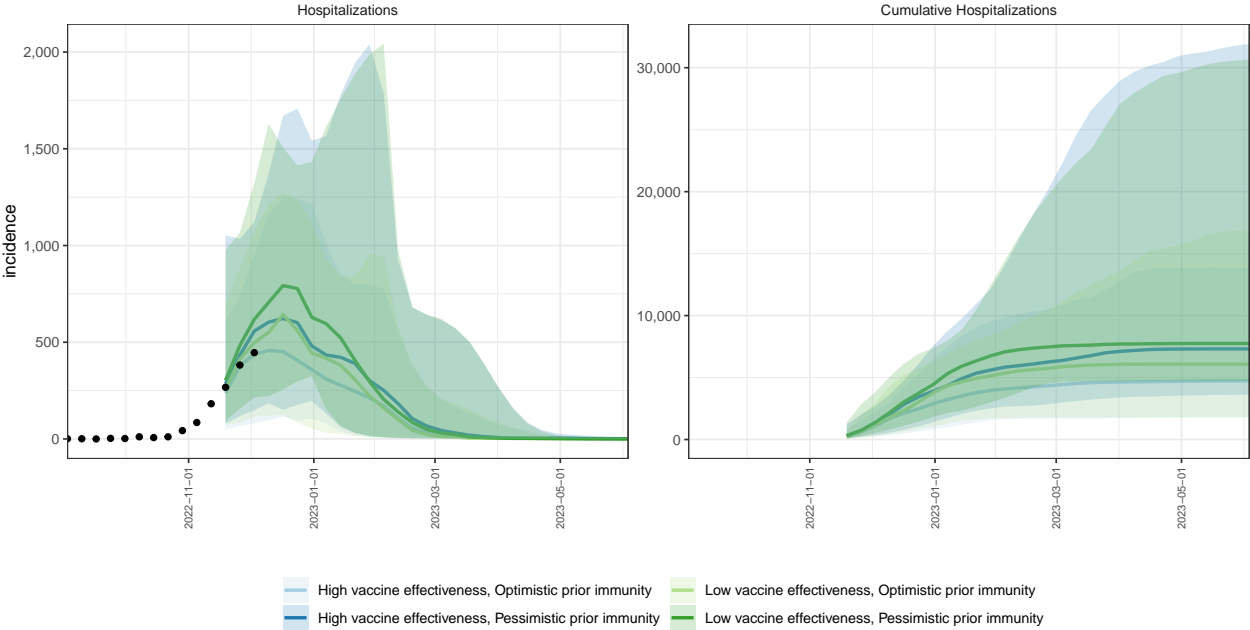 Hospitalizations
Cumulative Hospitalizations
incidence
2,000
1,500
1,000
500
0
30,000
20,000
10,000
0
2022−11−01
2023−01−01
2023−03−01
2023−05−01
2022−11−01
2023−01−01
2023−03−01
2023−05−01
High vaccine effectiveness, Optimistic prior immunity
Low vaccine effectiveness, Optimistic prior immunity
High vaccine effectiveness, Pessimistic prior immunity
Low vaccine effectiveness, Pessimistic prior immunity